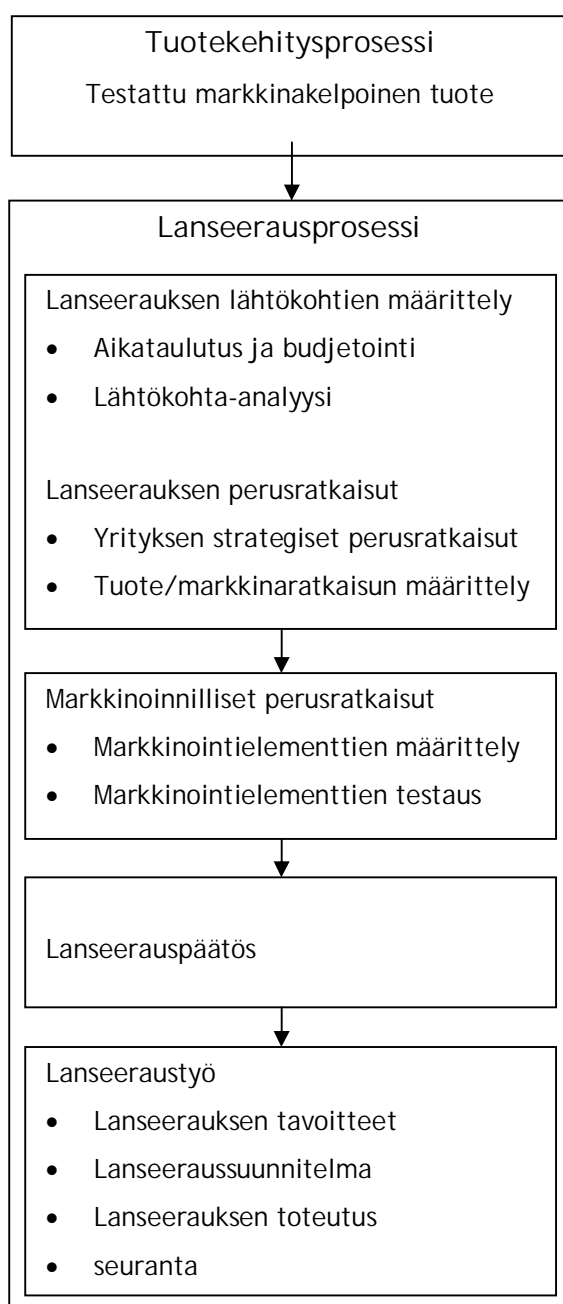 Tuotekehitysprosessi
Testattu markkinakelpoinen tuote
Lanseerausprosessi
Lanseerauksen lähtökohtien määrittely
• Aikataulutus ja budjetointi
• Lähtökohta-analyysi
Lanseerauksen perusratkaisut
• Yrityksen strategiset perusratkaisut
• Tuote/markkinaratkaisun määrittely
Markkinoinnilliset perusratkaisut
• Markkinointielementtien määrittely
• Markkinointielementtien testaus
Lanseerauspäätös
Lanseeraustyö
• Lanseerauksen tavoitteet
• Lanseeraussuunnitelma
• Lanseerauksen toteutus
• seuranta